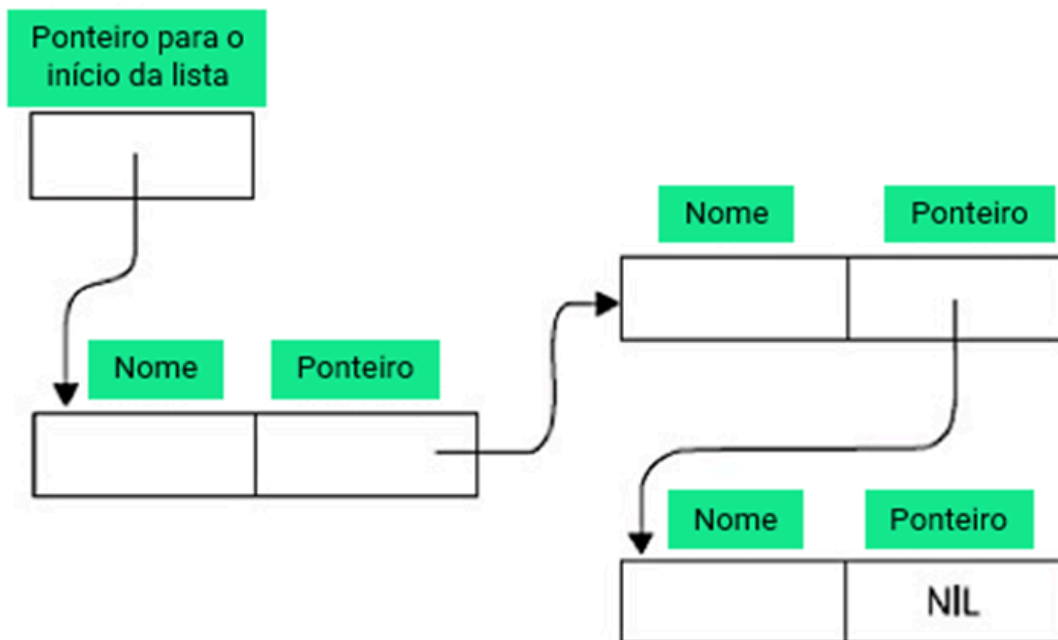 Ponteiro para o
início da lista
Nome Ponteiro
Nome Ponteiro
Nome Ponteiro
NIL